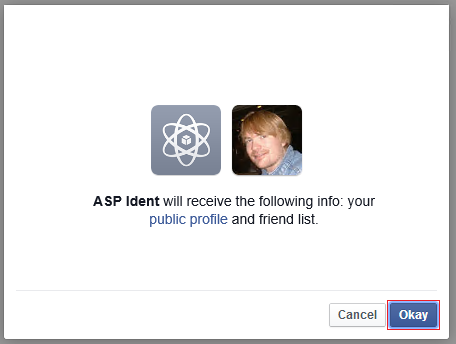 ASP Ident will receive the following info: your
public profile and friend list.
Cancel
Okay